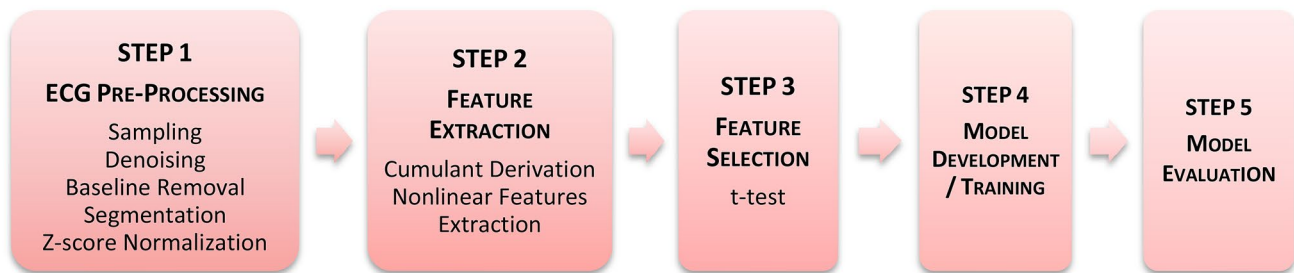 STEP 1
ECG PRE-PROCESSING
Sampling
Denoising
Baseline Removal
Segmentation
Z-score Normalization
STEP 2
FEATURE
EXTRACTION
Cumulant Derivation
Nonlinear Features
Extraction
STEP 3
FEATURE
SELECTION
t-test
STEP 4
MODEL
DEVELOPMENT
/ TRAINING
STEP 5
MODEL
EVALUATION